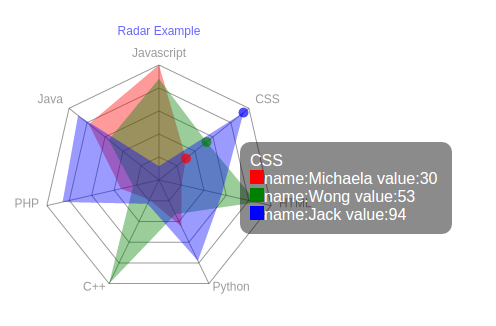 Radar Example
Javascript
Java
CSS
CSS
name:Michaela value:30
name:Wong value:53
name:Jack value:94
PHP
HTML
C++
Python